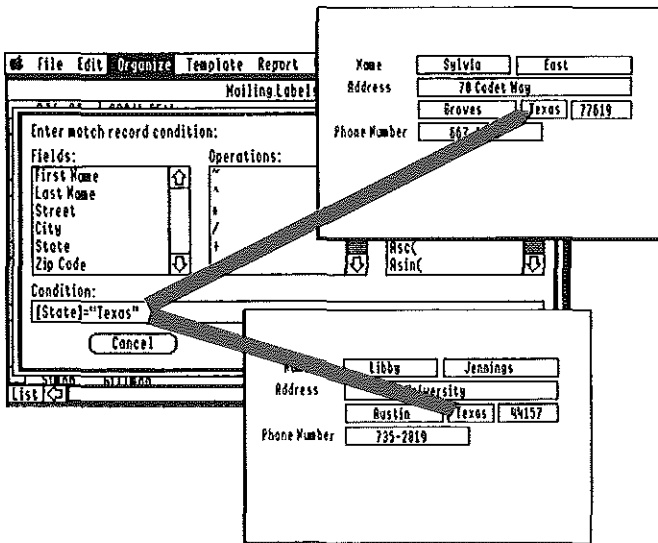 File Edit Organize Template Report
Mailing Labels
Enter match record condition:
Fields:
First Name
Last Name
Street
City
State
Zip Code
Operations:
~
^
*
/
+
Asc(
Asin(
Condition:
[State]="Texas"
Cancel
List
Name Sylvia East
Address 78 Cadet Way
Groves Texas 77619
Phone Number 667
Libby Jennings
Address University
Austin Texas 44157
Phone Number 735-2819